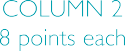 COLUMN 2
8 points each